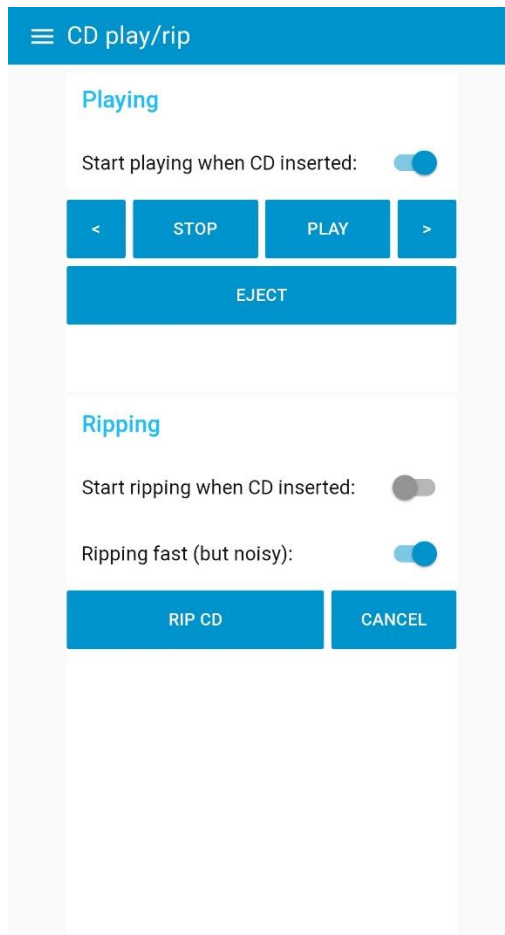 CD play/rip
Playing
Start playing when CD inserted:
< STOP PLAY >
EJECT
Ripping
Start ripping when CD inserted:
Ripping fast (but noisy):
RIP CD CANCEL